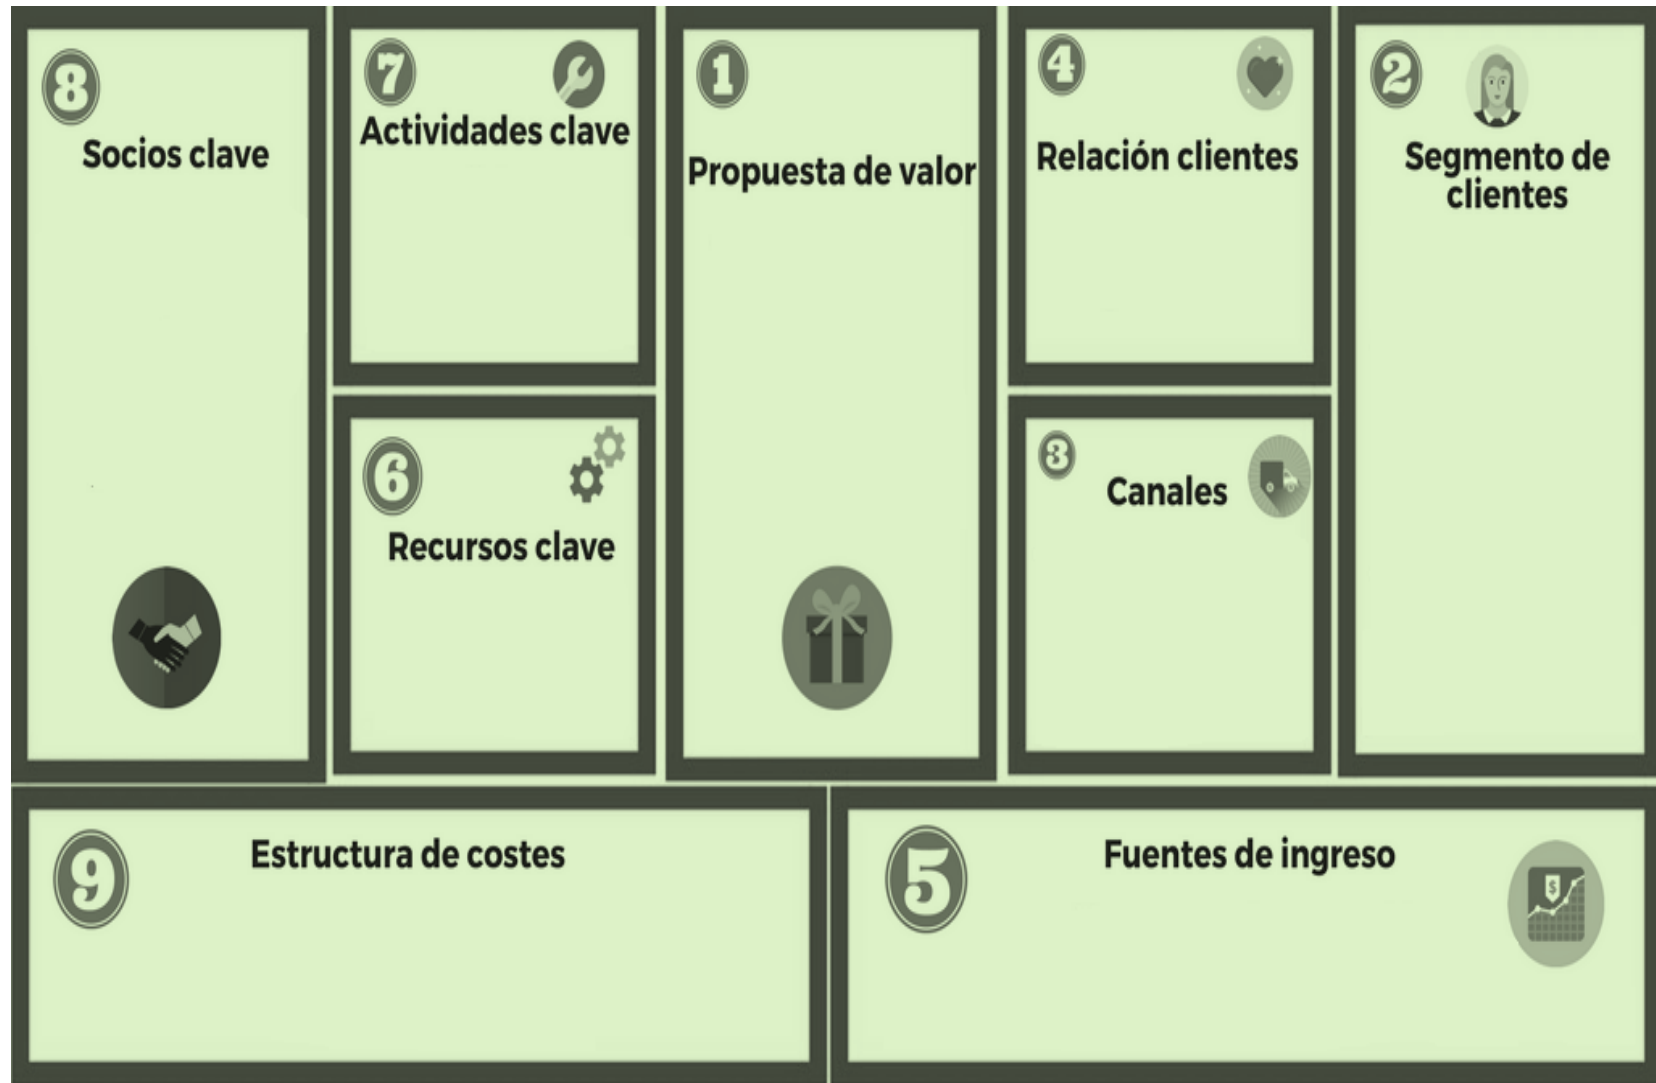 8
Socios clave
7
Actividades clave
6
Recursos clave
1
Propuesta de valor
4
Relación clientes
3
Canales
2
Segmento de
clientes
9
Estructura de costes
5
Fuentes de ingreso
$